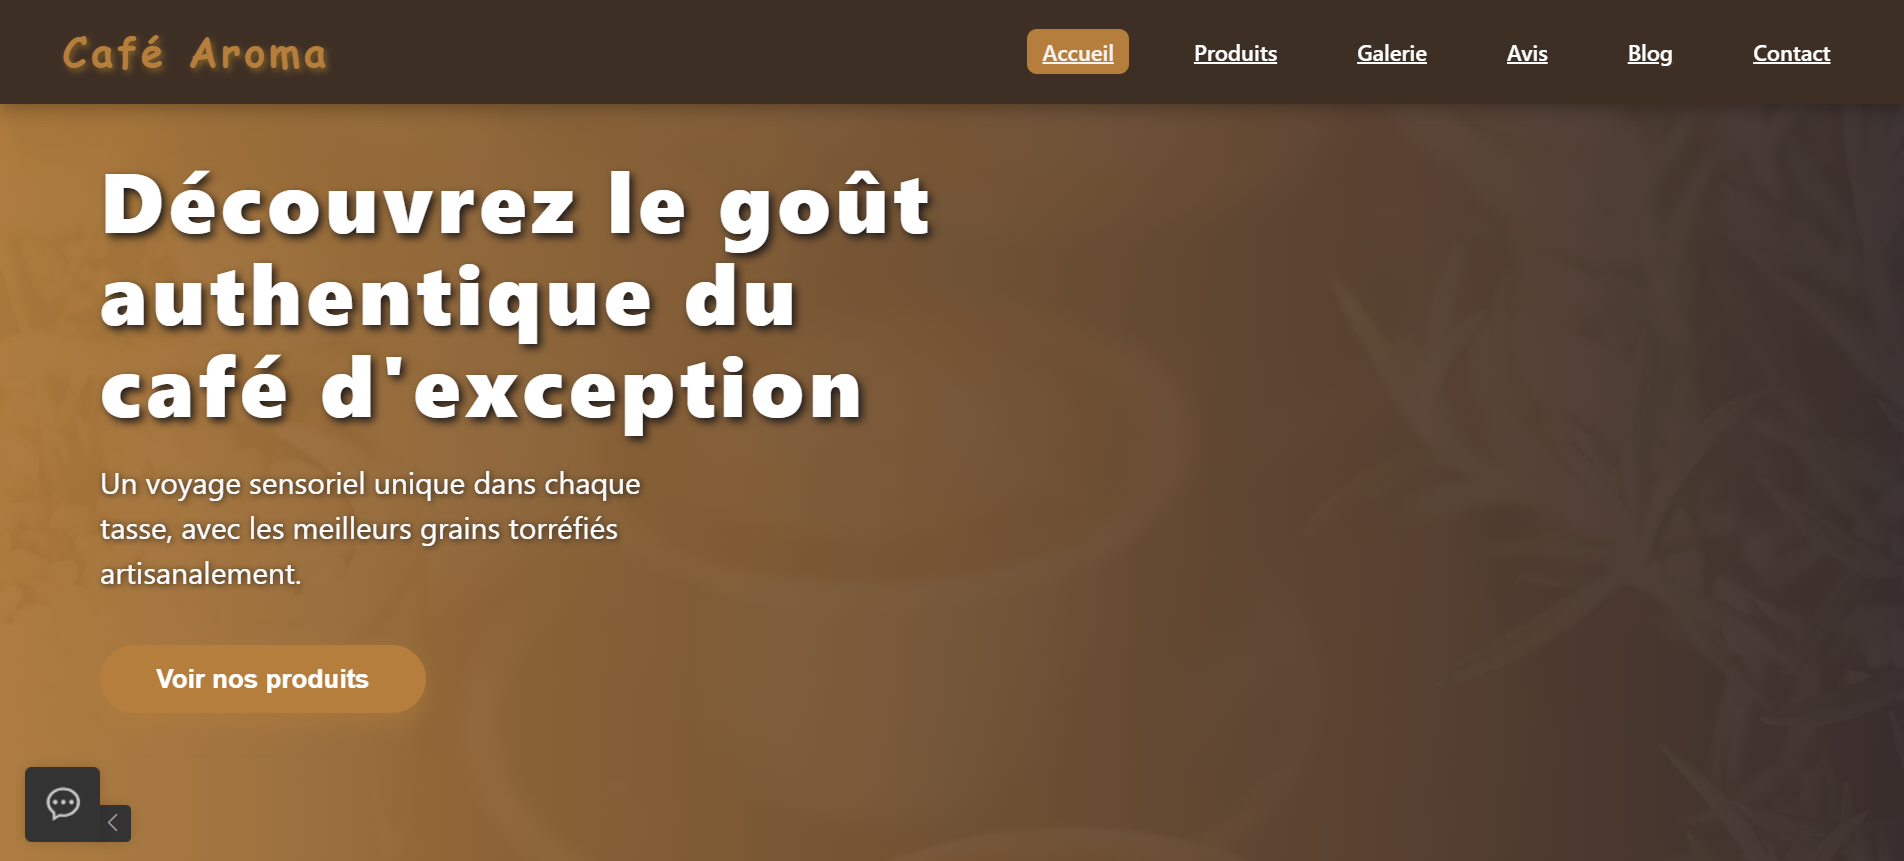 Café Aroma
Accueil Produits Galerie Avis Blog Contact
Découvrez le goût
authentique du
café d'exception
Un voyage sensoriel unique dans chaque
tasse, avec les meilleurs grains torréfiés
artisanalement.
Voir nos produits